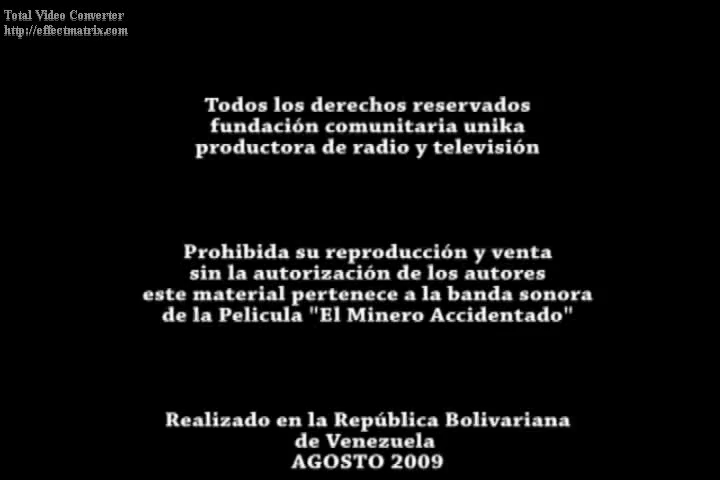 Total Video Converter
http://effectmatrix.com
Todos los derechos reservados
fundación comunitaria unika
productora de radio y televisión
Prohibida su reproducción y venta
sin la autorización de los autores
este material pertenece a la banda sonora
de la Pelicula "El Minero Accidentado"
Realizado en la República Bolivariana
de Venezuela
AGOSTO 2009